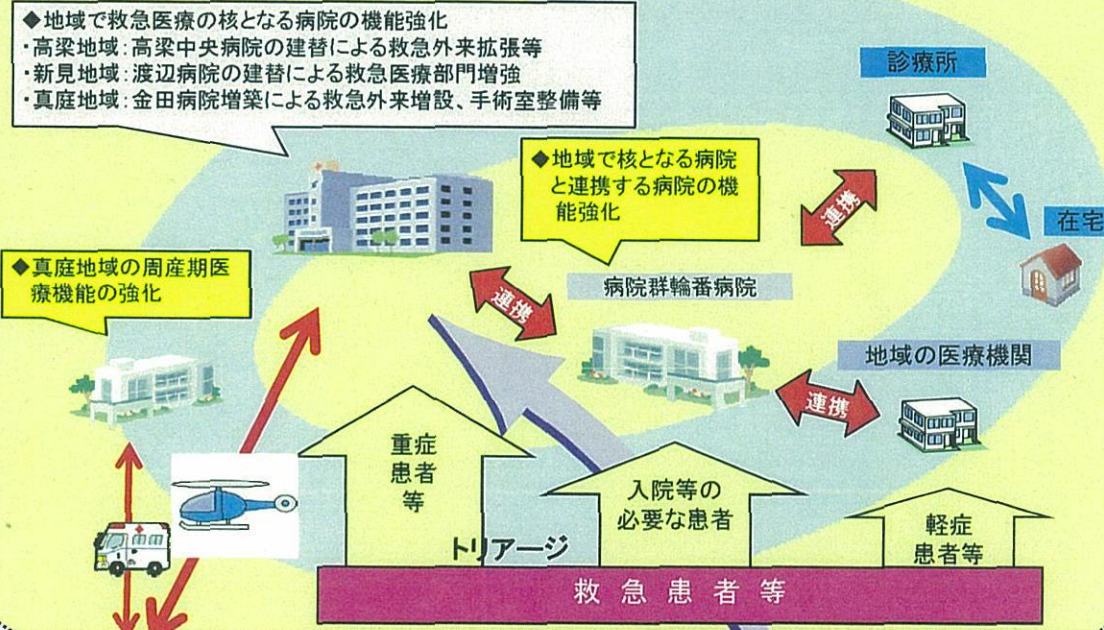 ◆地域で救急医療の核となる病院の機能強化
・高梁地域:高梁中央病院の建替による救急外来拡張等
・新見地域:渡辺病院の建替による救急医療部門増強
・真庭地域:金田病院増築による救急外来増設、手術室整備等
診療所
◆地域で核となる病院
と連携する病院の機
能強化
連携
在宅
◆真庭地域の周産期医
療機能の強化
連携
病院群輪番病院
地域の医療機関
連携
重症
患者
等
入院等の
必要な患者
軽症
患者等
トリアージ
救急患者等